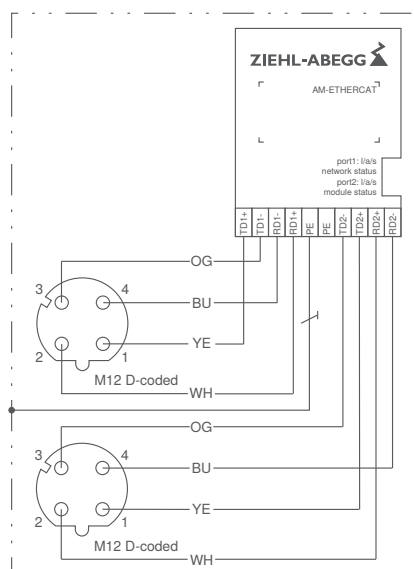 ZIEHL-ABEGG
AM-ETHERCAT
port1: l/a/s
network status
port2: l/a/s
module status
TD1+ TD1- RD1- RD1+ PE PE TD2- TD2+ RD2+ RD2-
OG
3 4
BU
YE
2 1
M12 D-coded
WH
OG
3 4
BU
YE
2 1
M12 D-coded
WH